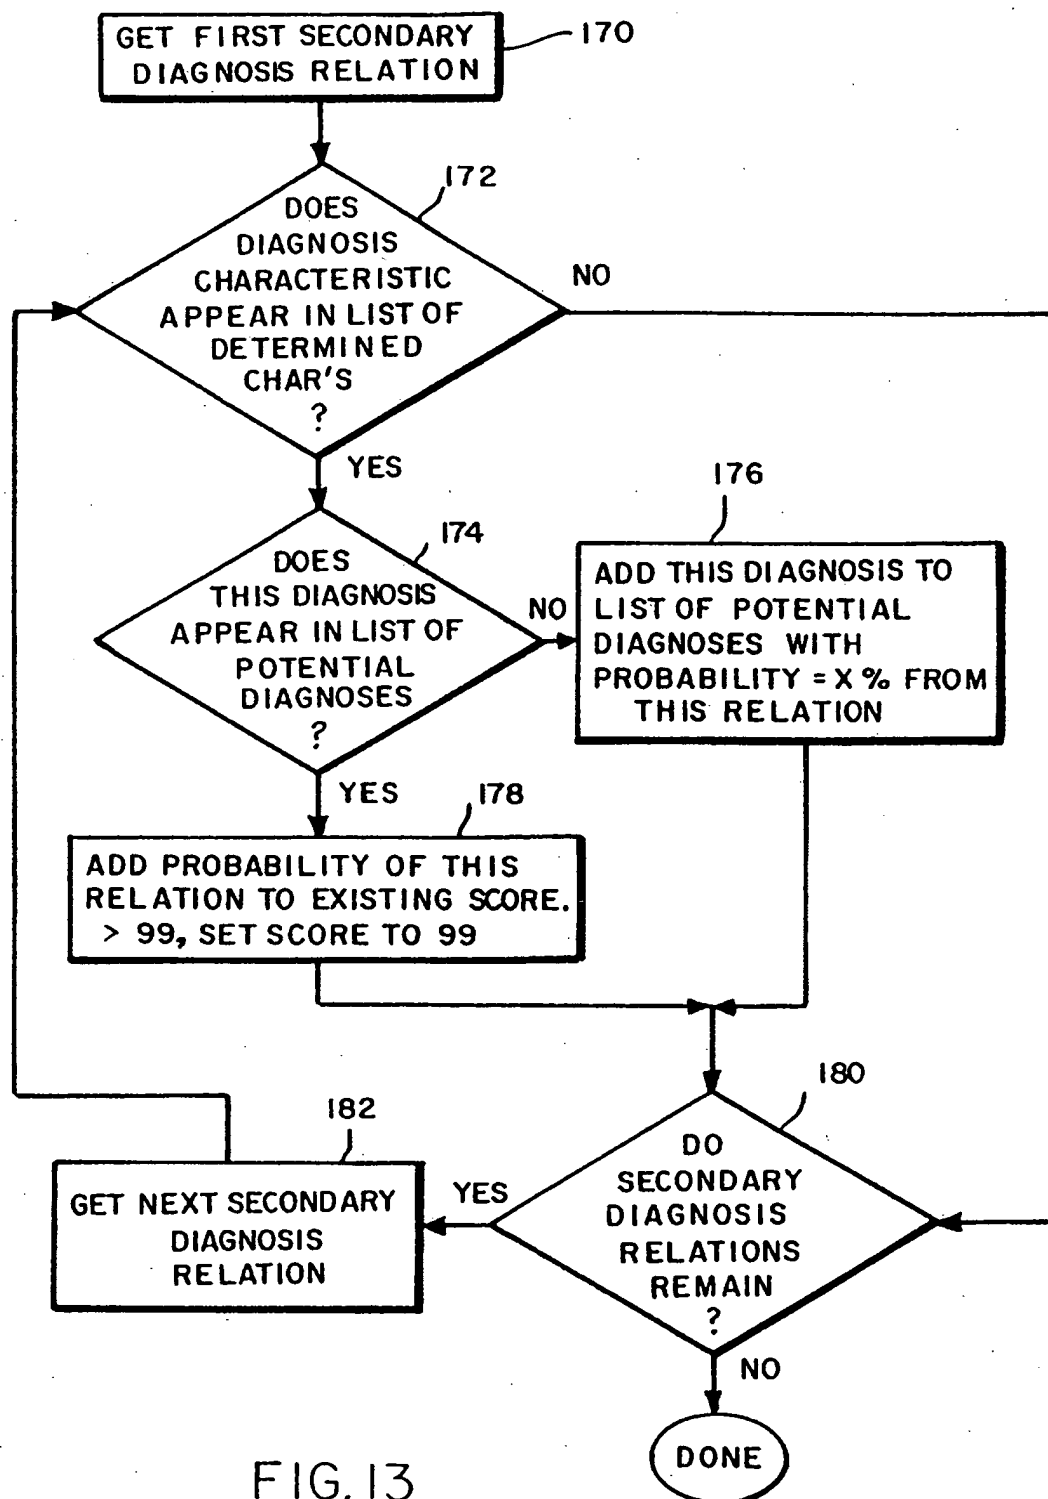 GET FIRST SECONDARY
DIAGNOSIS RELATION
170
172
DOES
DIAGNOSIS
CHARACTERISTIC
APPEAR IN LIST OF
DETERMINED
CHAR'S
?
NO
YES
174
DOES
THIS DIAGNOSIS
APPEAR IN LIST OF
POTENTIAL
DIAGNOSES
?
NO
176
ADD THIS DIAGNOSIS TO
LIST OF POTENTIAL
DIAGNOSES WITH
PROBABILITY = X % FROM
THIS RELATION
YES
178
ADD PROBABILITY OF THIS
RELATION TO EXISTING SCORE.
> 99, SET SCORE TO 99
180
DO
SECONDARY
DIAGNOSIS
RELATIONS
REMAIN
?
YES
182
GET NEXT SECONDARY
DIAGNOSIS
RELATION
NO
DONE
FIG. 13